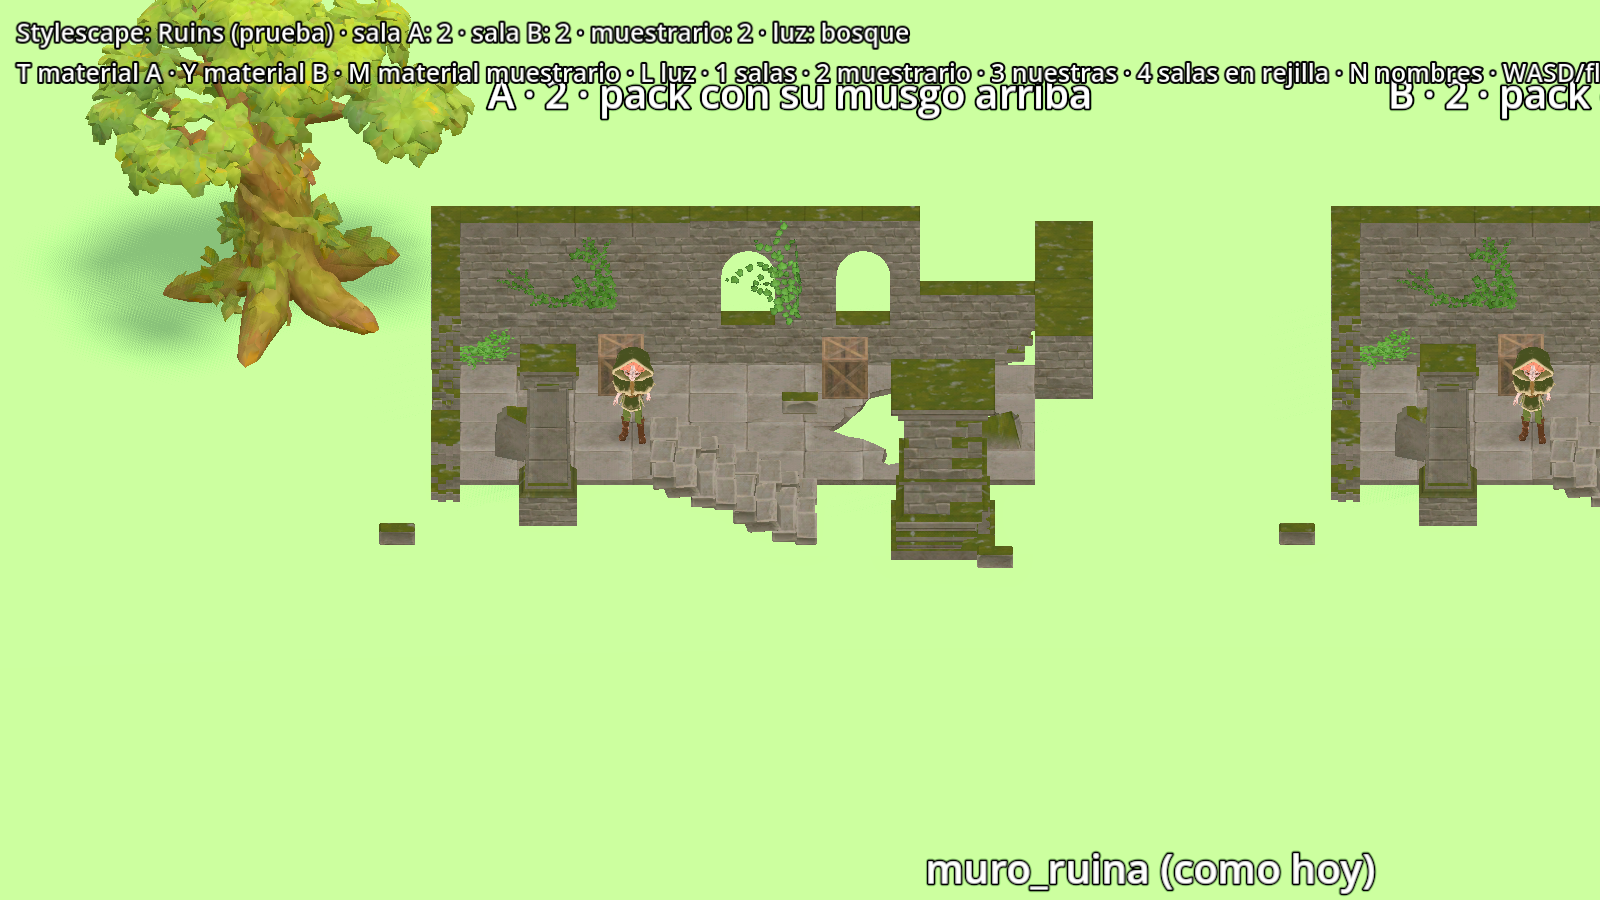 Stylescape: Ruins (prueba) · sala A: 2 · sala B: 2 · muestrario: 2 · luz: bosque
T material A · Y material B · M material muestrario · L luz · 1 salas · 2 muestrario · 3 nuestras · 4 salas en rejilla · N nombres · WASD/fl
A · 2 · pack con su musgo arriba
B · 2 · pack
muro_ruina (como hoy)